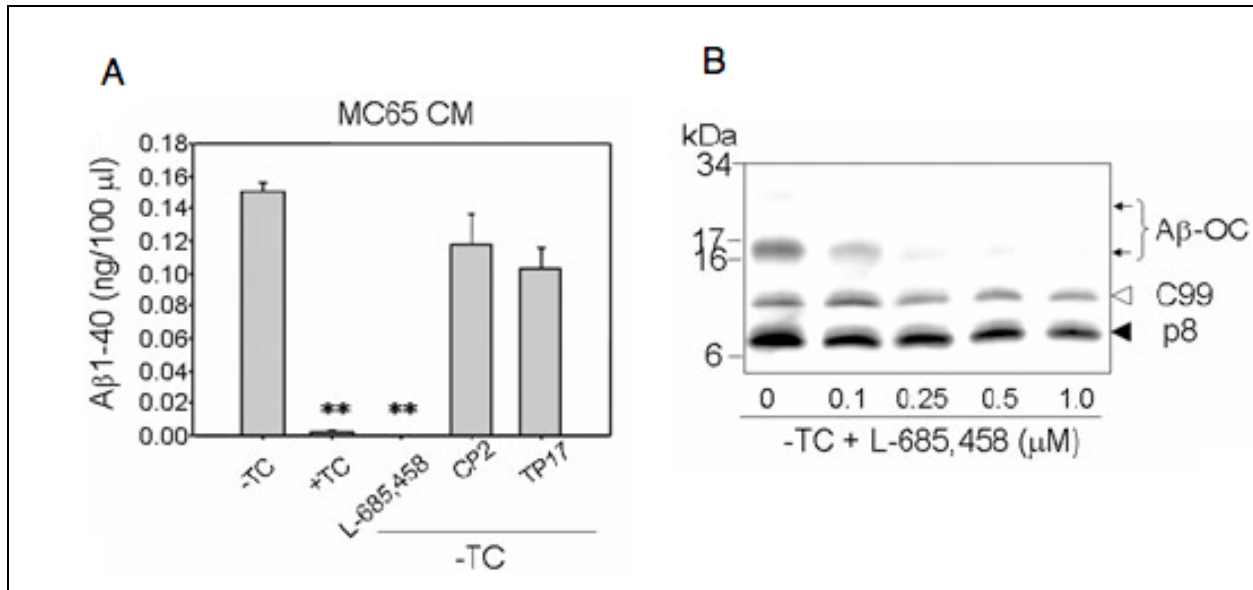 A
MC65 CM
Aβ1-40 (ng/100 μl)
0.18
0.16
0.14
0.12
0.10
0.08
0.06
0.04
0.02
0.00
** **
-TC +TC L-685,458 CP2 TP17
-TC
B
kDa
34
17
16
6
Aβ-OC
C99
p8
0 0.1 0.25 0.5 1.0
-TC + L-685,458 (μM)